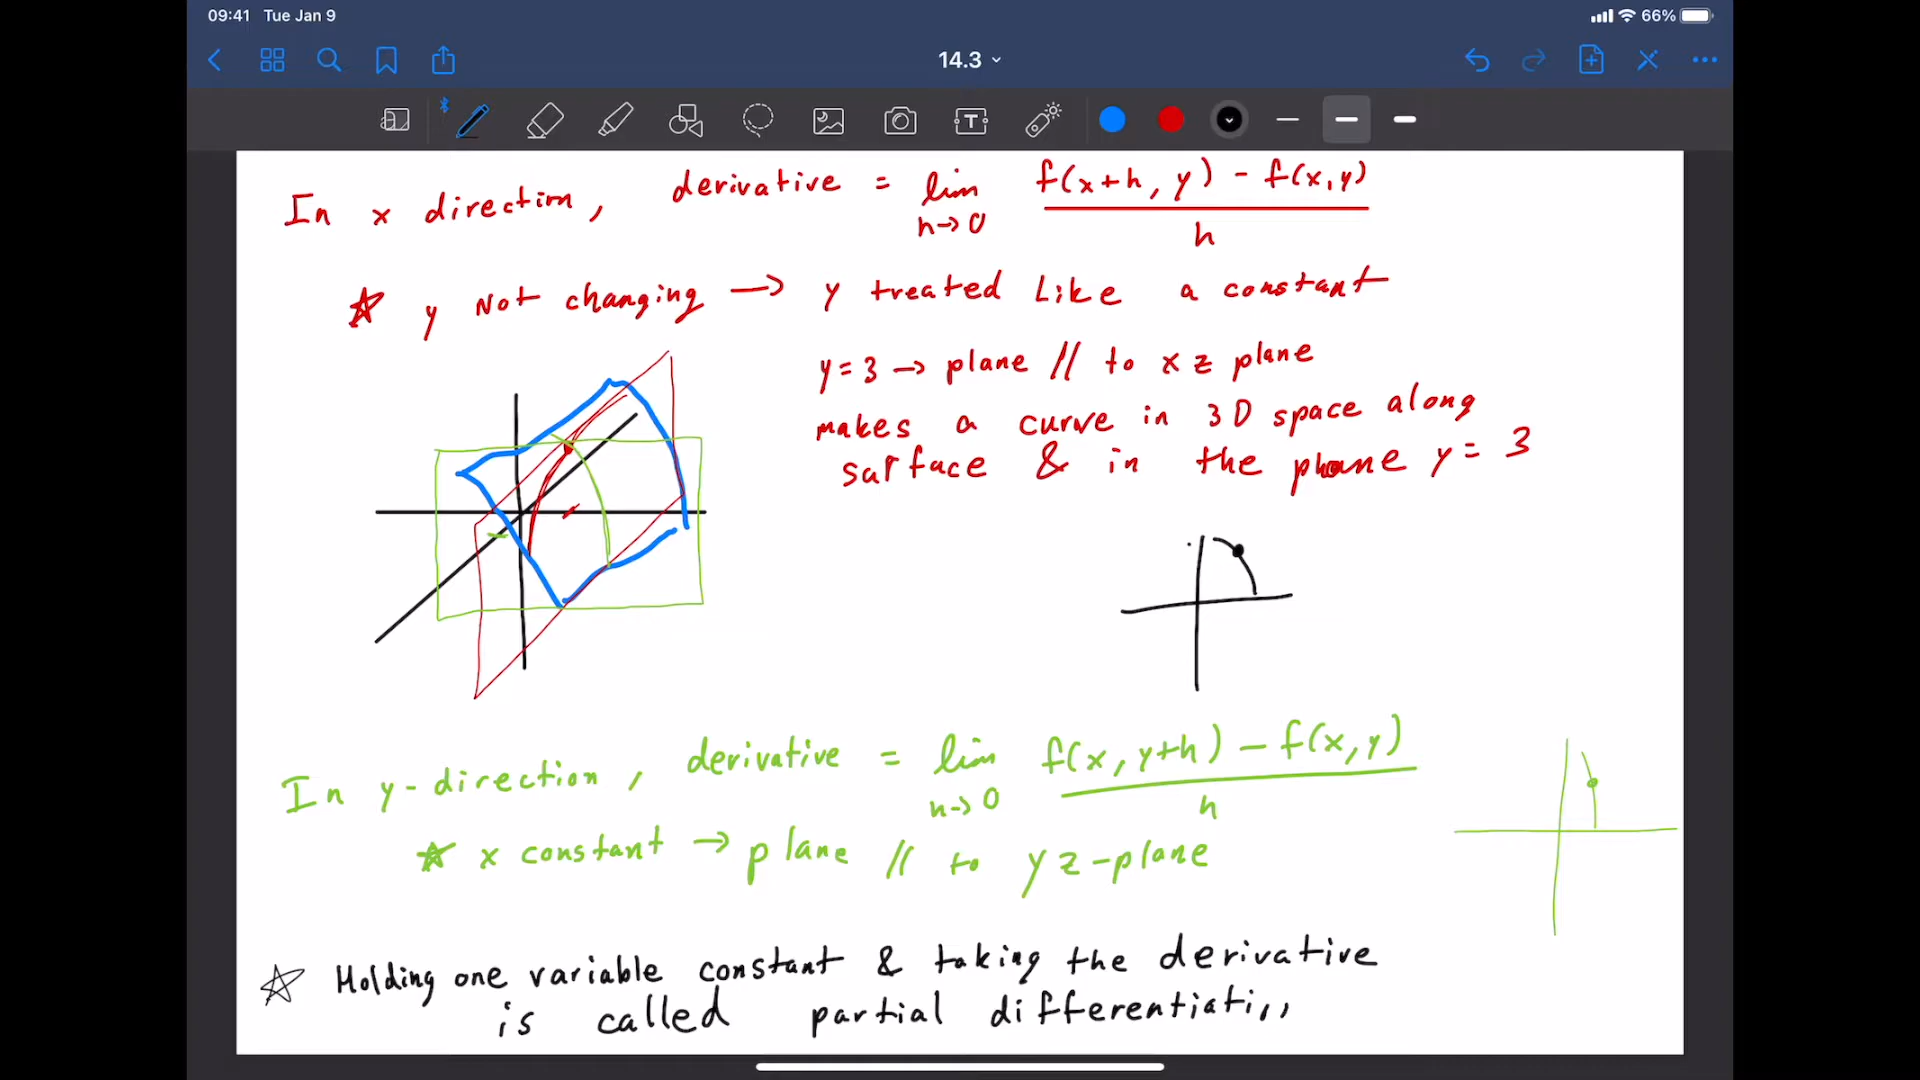 09:41 Tue Jan 9
66%
14.3
In x direction, derivative = lim h→0 f(x+h, y) - f(x,y) / h
☆ y Not changing → y treated Like a constant
y=3 → plane // to x z plane
makes a curve in 3D space along
surface & in the plane y= 3
In y-direction, derivative = lim h→0 f(x, y+h) - f(x,y) / h
☆ x constant → plane // to yz-plane
☆ Holding one variable constant & taking the derivative
is called partial differentiati